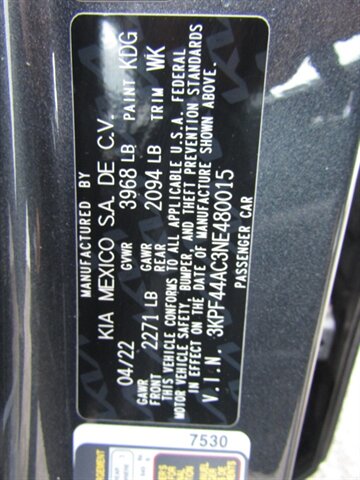 MANUFACTURED BY
KIA MEXICO S.A. DE C.V.
04/22 GVWR 3968 LB PAINT KDG
GAWR FRONT 2271 LB GAWR REAR 2094 LB TRIM WK
THIS VEHICLE CONFORMS TO ALL APPLICABLE U.S.A. FEDERAL
MOTOR VEHICLE SAFETY, BUMPER, AND THEFT PREVENTION STANDARDS
IN EFFECT ON THE DATE OF MANUFACTURE SHOWN ABOVE.
V.I.N. 3KPF44AC3NE480015
PASSENGER CAR
7530